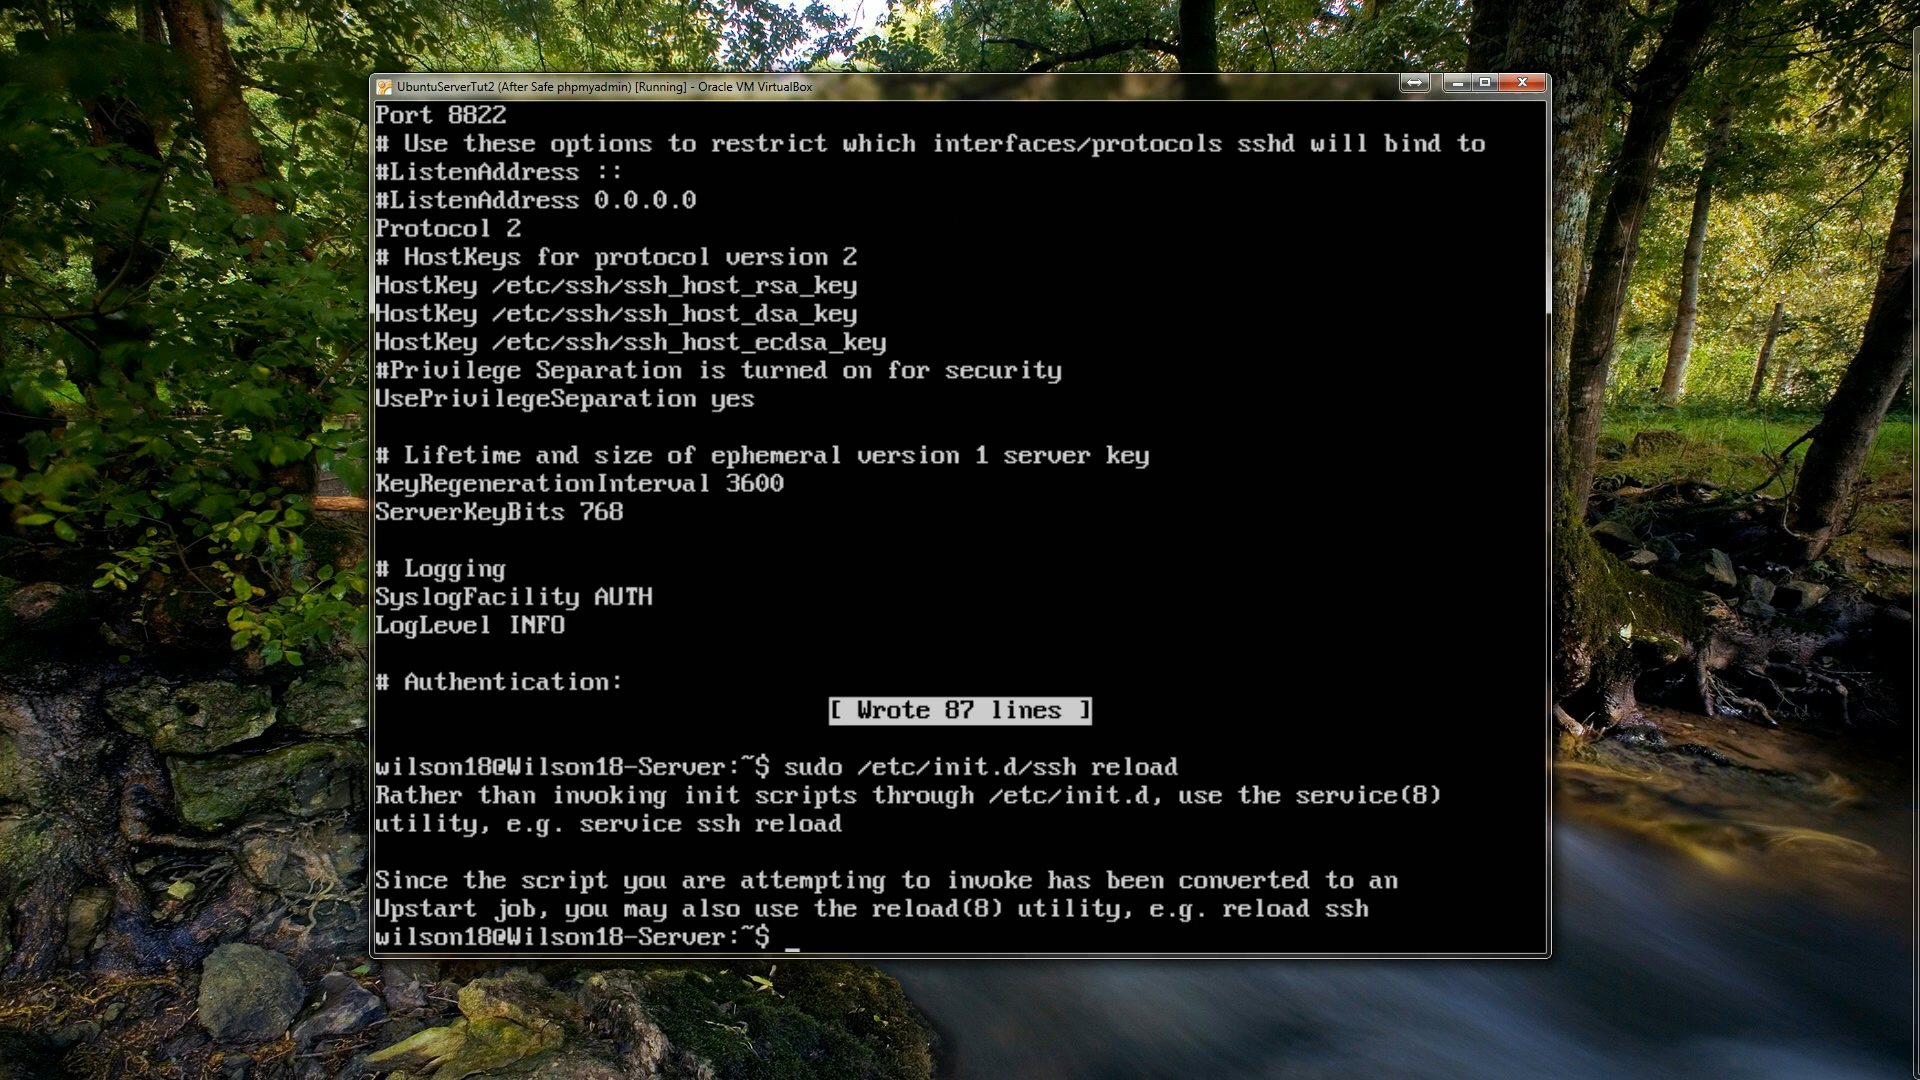 UbuntuServerTut2 (After Safe phpmyadmin) [Running] - Oracle VM VirtualBox
Port 8822
# Use these options to restrict which interfaces/protocols sshd will bind to
#ListenAddress ::
#ListenAddress 0.0.0.0
Protocol 2
# HostKeys for protocol version 2
HostKey /etc/ssh/ssh_host_rsa_key
HostKey /etc/ssh/ssh_host_dsa_key
HostKey /etc/ssh/ssh_host_ecdsa_key
#Privilege Separation is turned on for security
UsePrivilegeSeparation yes
# Lifetime and size of ephemeral version 1 server key
KeyRegenerationInterval 3600
ServerKeyBits 768
# Logging
SyslogFacility AUTH
LogLevel INFO
# Authentication:
[ Wrote 87 lines ]
wilson18@Wilson18-Server:~$ sudo /etc/init.d/ssh reload
Rather than invoking init scripts through /etc/init.d, use the service(8)
utility, e.g. service ssh reload
Since the script you are attempting to invoke has been converted to an
Upstart job, you may also use the reload(8) utility, e.g. reload ssh
wilson18@Wilson18-Server:~$ _